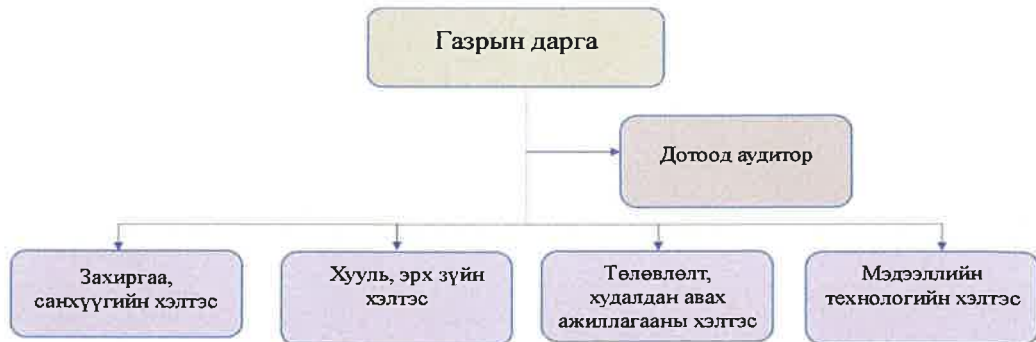 Газрын дарга
Дотоод аудитор
Захиргаа,
санхүүгийн хэлтэс
Хууль, эрх зүйн
хэлтэс
Төлөвлөлт,
худалдан авах
ажиллагааны хэлтэс
Мэдээллийн
технологийн хэлтэс